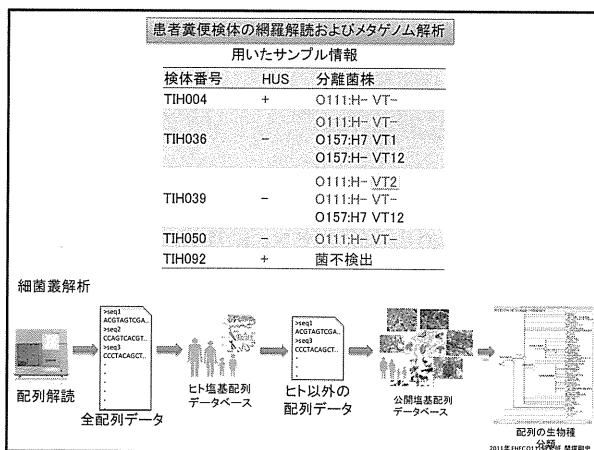 患者糞便検体の網羅解読およびメタゲノム解析
用いたサンプル情報
検体番号 HUS 分離菌株
TIH004 + O111:H- VT-
O111:H- VT-
TIH036 - O157:H7 VT1
O157:H- VT12
O111:H- VT2
TIH039 - O111:H- VT-
O157:H7 VT12
TIH050 - O111:H- VT-
TIH092 + 菌不検出
細菌叢解析
>seq1
ACGTAGTCGA..
>seq2
CCAGTCACGT..
>seq3
CCCTACAGCT..
>seq1
ACGTAGTCGA..
>seq3
CCCTACAGCT..
配列解読
全配列データ
ヒト塩基配列
データベース
ヒト以外の
配列データ
公開塩基配列
データベース
配列の生物種
分類